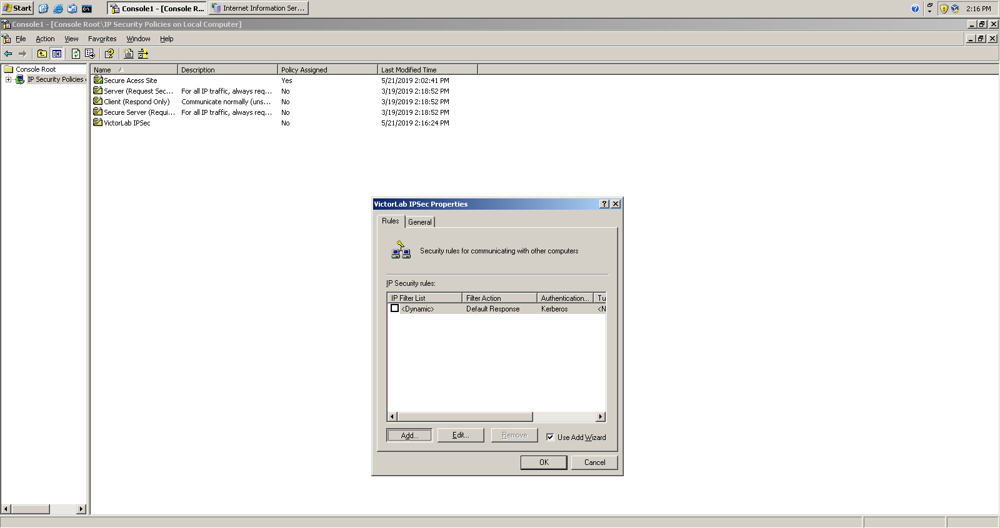 Start
Console1 - [Console R...
Internet Information Ser...
2:16 PM
Console1 - [Console Root\IP Security Policies on Local Computer]
File Action View Favorites Window Help
Console Root
IP Security Policies
Name Description Policy Assigned Last Modified Time
Secure Acess Site Yes 5/21/2019 2:02:41 PM
Server (Request Sec... For all IP traffic, always req... No 3/19/2019 2:18:52 PM
Client (Respond Only) Communicate normally (uns... No 3/19/2019 2:18:52 PM
Secure Server (Requi... For all IP traffic, always req... No 3/19/2019 2:18:52 PM
VictorLab IPSec No 5/21/2019 2:16:24 PM
VictorLab IPSec Properties
Rules General
Security rules for communicating with other computers
IP Security rules:
IP Filter List Filter Action Authentication... Tu
<Dynamic> Default Response Kerberos <N
Add... Edit... Remove Use Add Wizard
OK Cancel